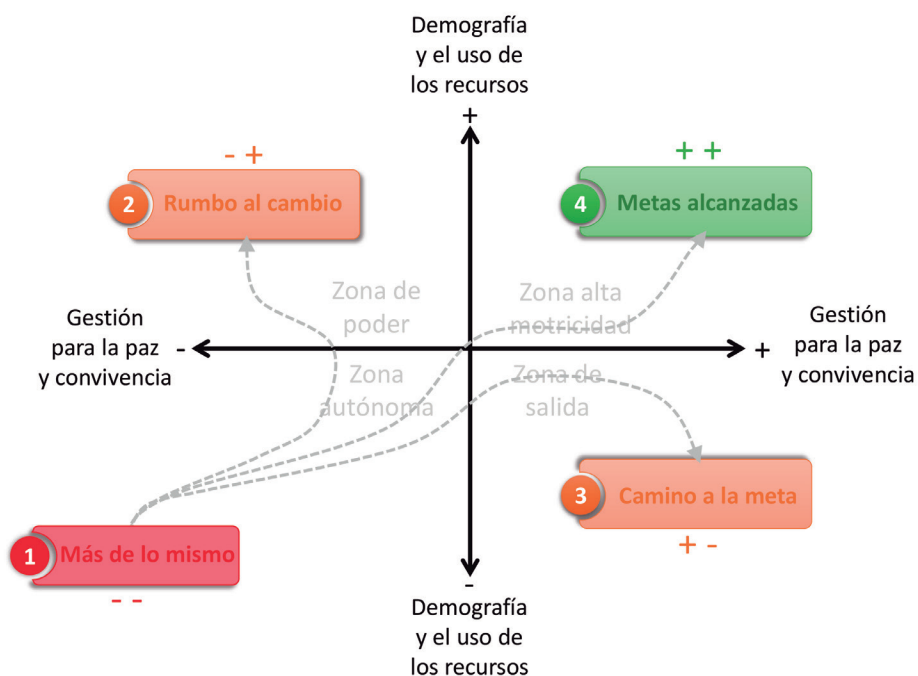 Demografía
y el uso de
los recursos
+
- +
2 Rumbo al cambio
+ +
4 Metas alcanzadas
Zona de
poder
Zona alta
motricidad
Gestión
para la paz
y convivencia
-
+
Gestión
para la paz
y convivencia
Zona
autónoma
Zona de
salida
3 Camino a la meta
+ -
1 Más de lo mismo
- -
-
Demografía
y el uso de
los recursos